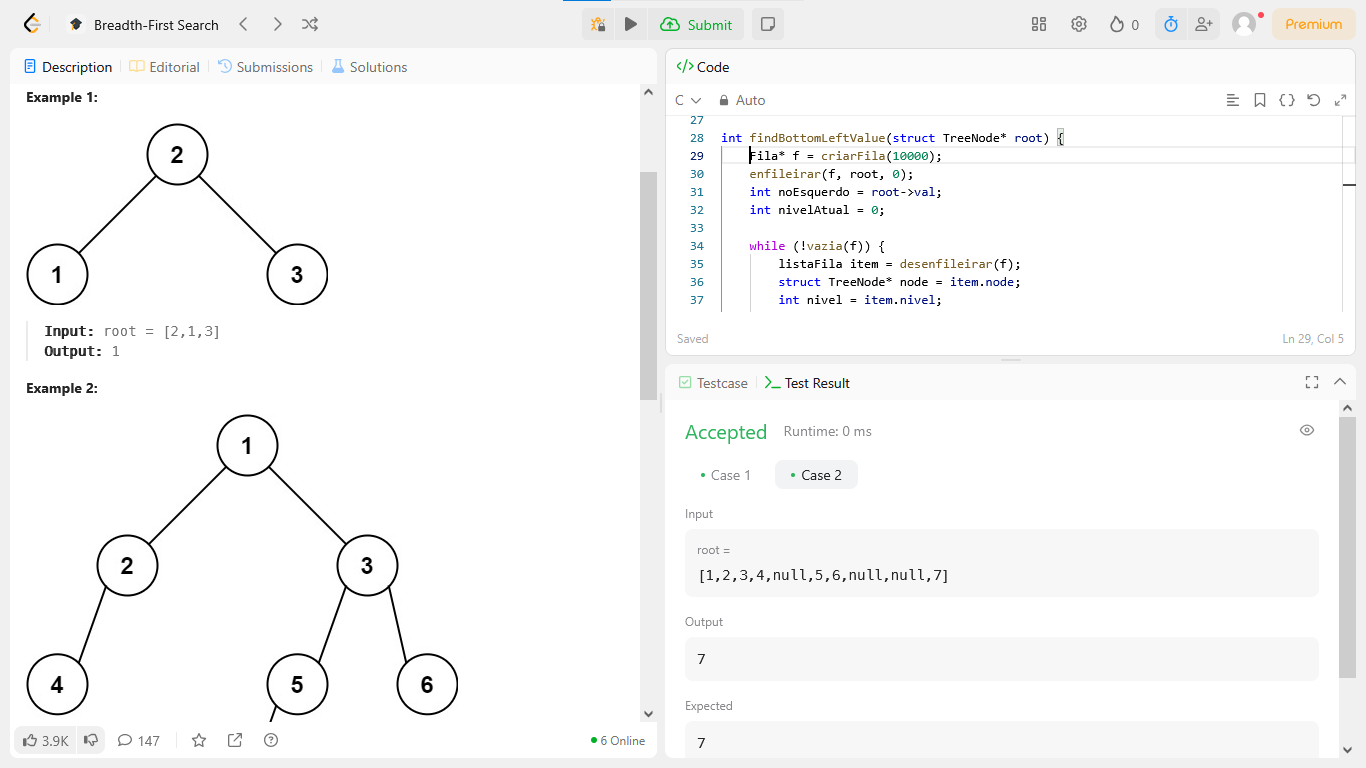 Breadth-First Search
Submit
0
Premium
Description
Editorial
Submissions
Solutions
Example 1:
2
1
3
Input: root = [2,1,3]
Output: 1
Example 2:
1
2
3
4
5
6
3.9K
147
6 Online
</> Code
C
Auto
27
28 int findBottomLeftValue(struct TreeNode* root) {
29 Fila* f = criarFila(10000);
30 enfileirar(f, root, 0);
31 int noEsquerdo = root->val;
32 int nivelAtual = 0;
33
34 while (!vazia(f)) {
35 listaFila item = desenfileirar(f);
36 struct TreeNode* node = item.node;
37 int nivel = item.nivel;
Saved
Ln 29, Col 5
Testcase
Test Result
Accepted
Runtime: 0 ms
Case 1
Case 2
Input
root =
[1,2,3,4,null,5,6,null,null,7]
Output
7
Expected
7